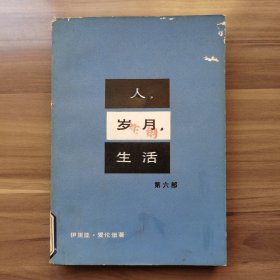 人,
岁月,
生活
第六部
伊里亚·爱伦堡著